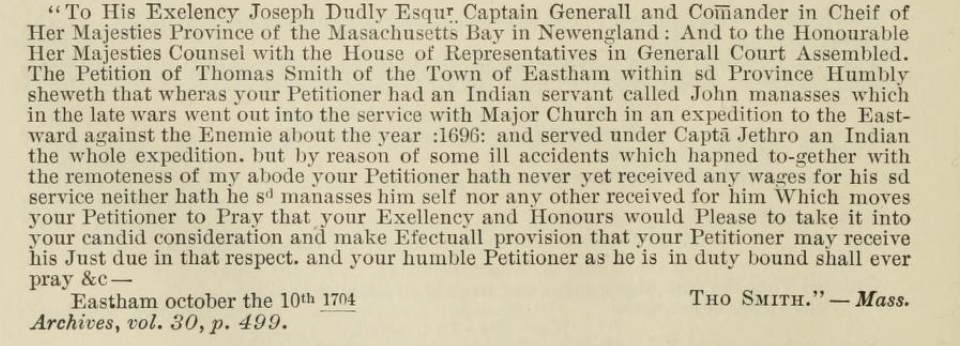 “To His Exelency Joseph Dudly Esqur. Captain Generall and Com̄ander in Cheif of
Her Majesties Province of the Masachusetts Bay in Newengland: And to the Honourable
Her Majesties Counsel with the House of Representatives in Generall Court Assembled.
The Petition of Thomas Smith of the Town of Eastham within sd Province Humbly
sheweth that wheras your Petitioner had an Indian servant called John manasses which
in the late wars went out into the service with Major Church in an expedition to the East-
ward against the Enemie about the year :1696: and served under Captā Jethro an Indian
the whole expedition. but by reason of some ill accidents which hapned to-gether with
the remoteness of my abode your Petitioner hath never yet received any wages for his sd
service neither hath he sᵈ manasses him self nor any other received for him Which moves
your Petitioner to Pray that your Exellency and Honours would Please to take it into
your candid consideration and make Efectuall provision that your Petitioner may receive
his Just due in that respect. and your humble Petitioner as he is in duty bound shall ever
pray &c—
Eastham october the 10th 1704 Tho Smith.”—Mass.
Archives, vol. 30, p. 499.